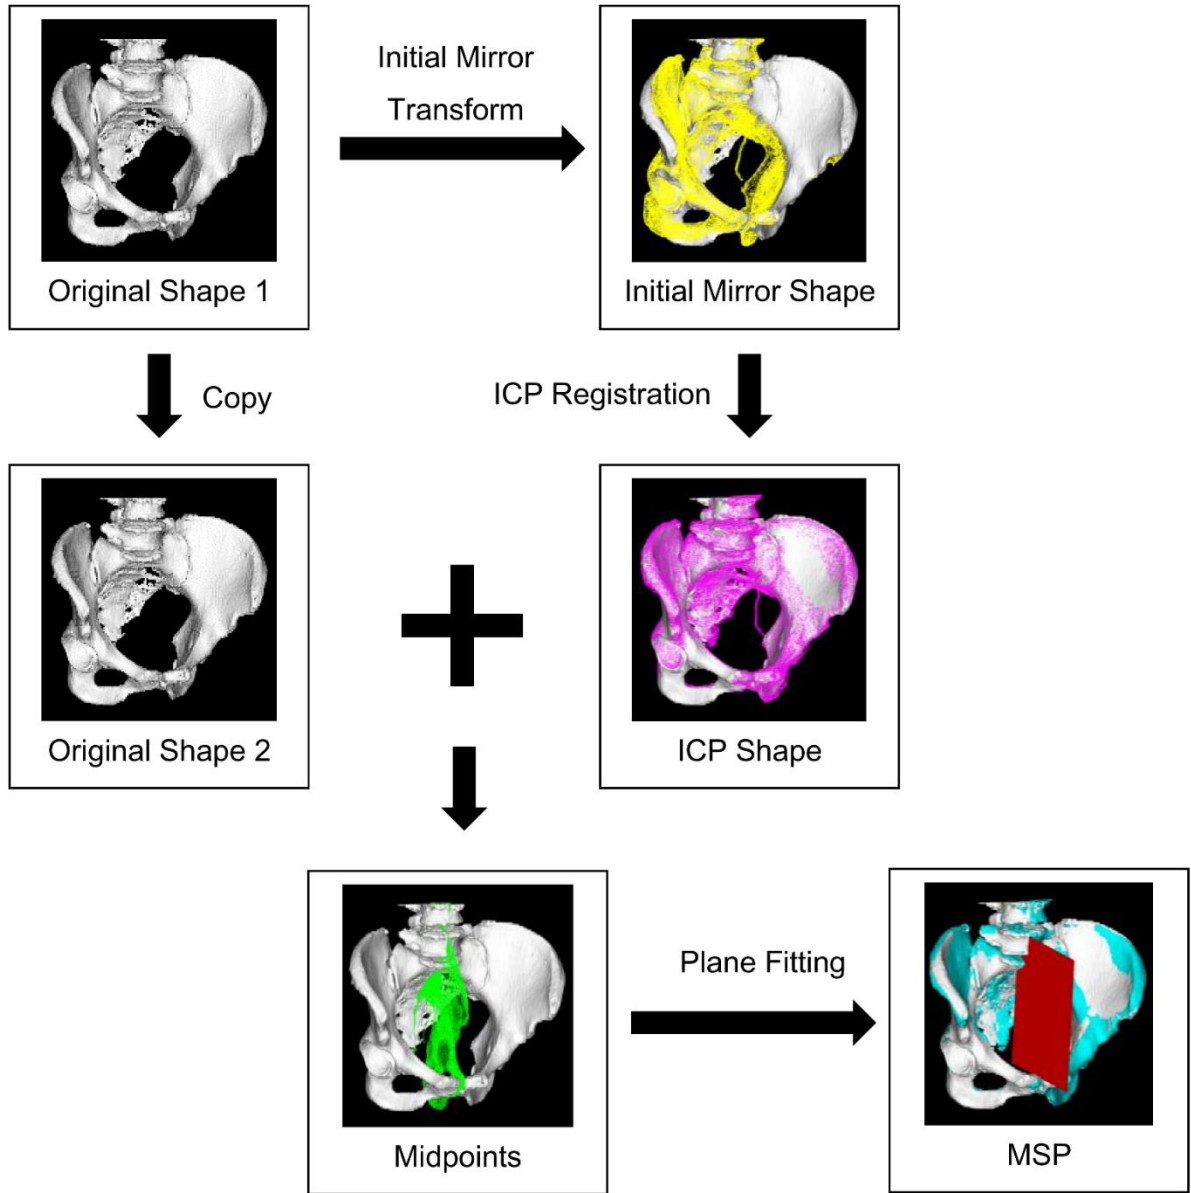 Initial Mirror
Transform
Original Shape 1
Initial Mirror Shape
Copy
ICP Registration
Original Shape 2
ICP Shape
Plane Fitting
Midpoints
MSP